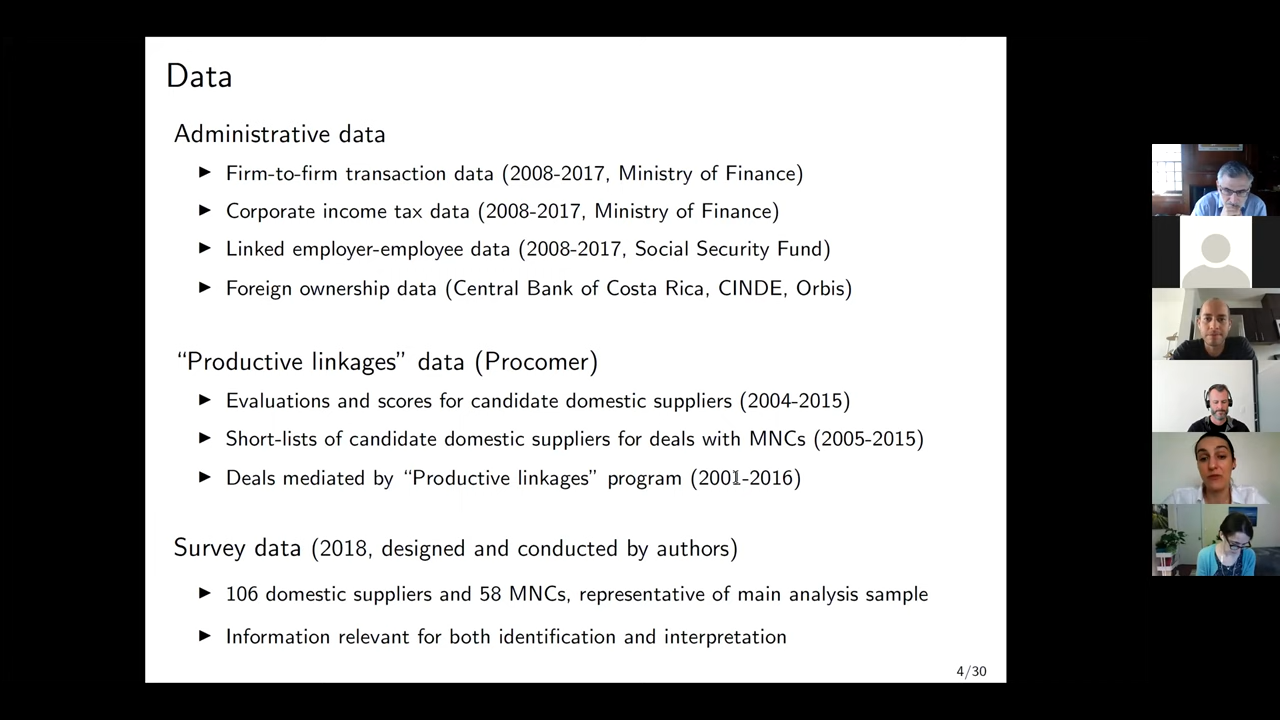 Data
Administrative data
▶ Firm-to-firm transaction data (2008-2017, Ministry of Finance)
▶ Corporate income tax data (2008-2017, Ministry of Finance)
▶ Linked employer-employee data (2008-2017, Social Security Fund)
▶ Foreign ownership data (Central Bank of Costa Rica, CINDE, Orbis)
“Productive linkages” data (Procomer)
▶ Evaluations and scores for candidate domestic suppliers (2004-2015)
▶ Short-lists of candidate domestic suppliers for deals with MNCs (2005-2015)
▶ Deals mediated by “Productive linkages” program (2001-2016)
Survey data (2018, designed and conducted by authors)
▶ 106 domestic suppliers and 58 MNCs, representative of main analysis sample
▶ Information relevant for both identification and interpretation
4/30